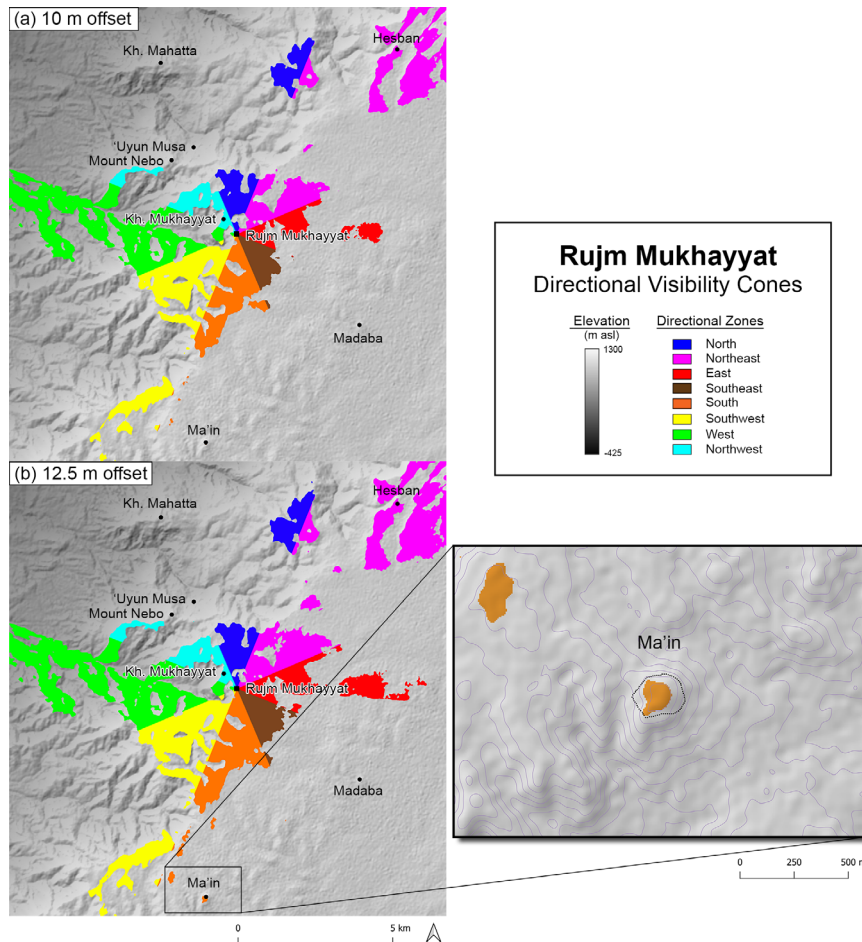 (a) 10 m offset
Hesban
Kh. Mahatta
'Uyun Musa
Mount Nebo
Kh. Mukhayyat
Rujm Mukhayyat
Madaba
Ma'in
Rujm Mukhayyat
Directional Visibility Cones
Elevation
(m asl)
1300
-425
Directional Zones
North
Northeast
East
Southeast
South
Southwest
West
Northwest
(b) 12.5 m offset
Hesban
Kh. Mahatta
'Uyun Musa
Mount Nebo
Kh. Mukhayyat
Rujm Mukhayyat
Madaba
Ma'in
0 5 km
Ma'in
0 250 500 m